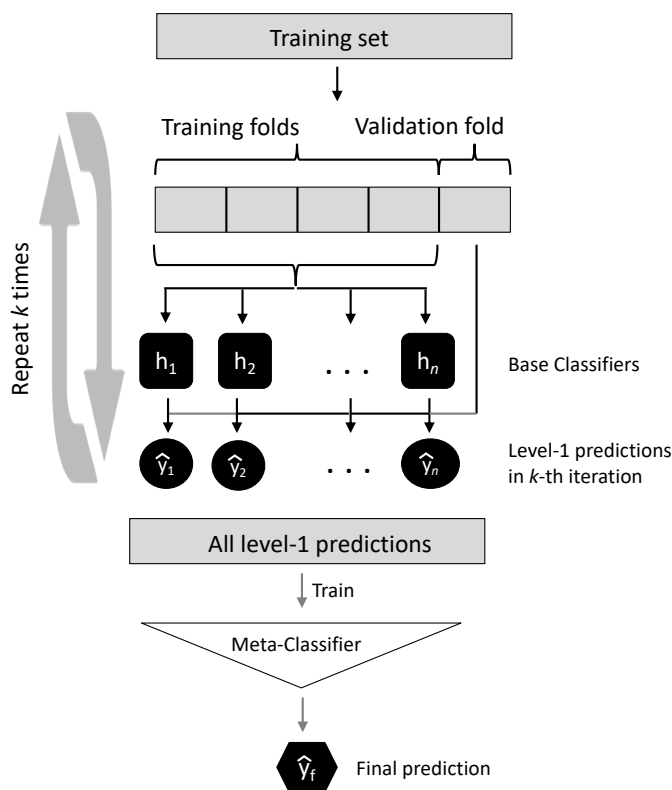 Training set
Training folds
Validation fold
Repeat k times
h1
h2
. . .
hn
Base Classifiers
ŷ1
ŷ2
. . .
ŷn
Level-1 predictions
in k-th iteration
All level-1 predictions
Train
Meta-Classifier
ŷf
Final prediction